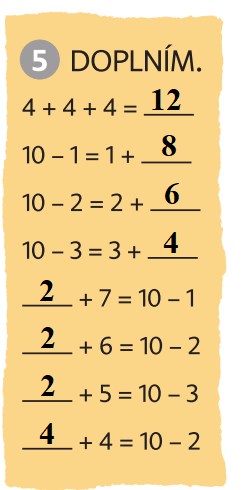 5 DOPLNÍM.
4 + 4 + 4 = 12
10 – 1 = 1 + 8
10 – 2 = 2 + 6
10 – 3 = 3 + 4
2 + 7 = 10 – 1
2 + 6 = 10 – 2
2 + 5 = 10 – 3
4 + 4 = 10 – 2